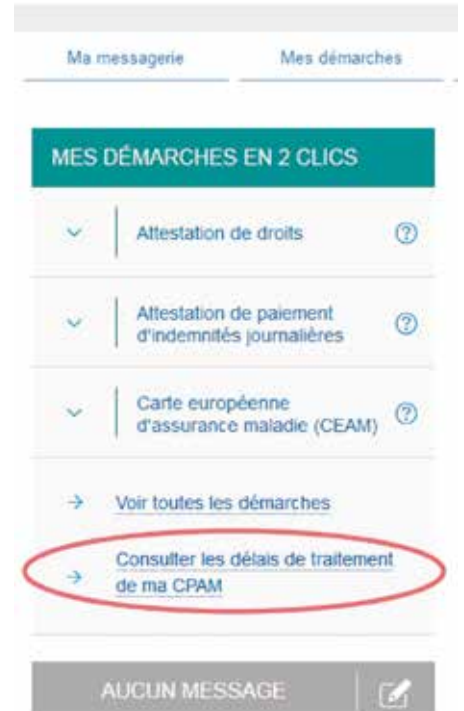 Ma messagerie Mes démarches
MES DÉMARCHES EN 2 CLICS
Attestation de droits
Attestation de paiement
d'indemnités journalières
Carte européenne
d'assurance maladie (CEAM)
Voir toutes les démarches
Consulter les délais de traitement
de ma CPAM
AUCUN MESSAGE